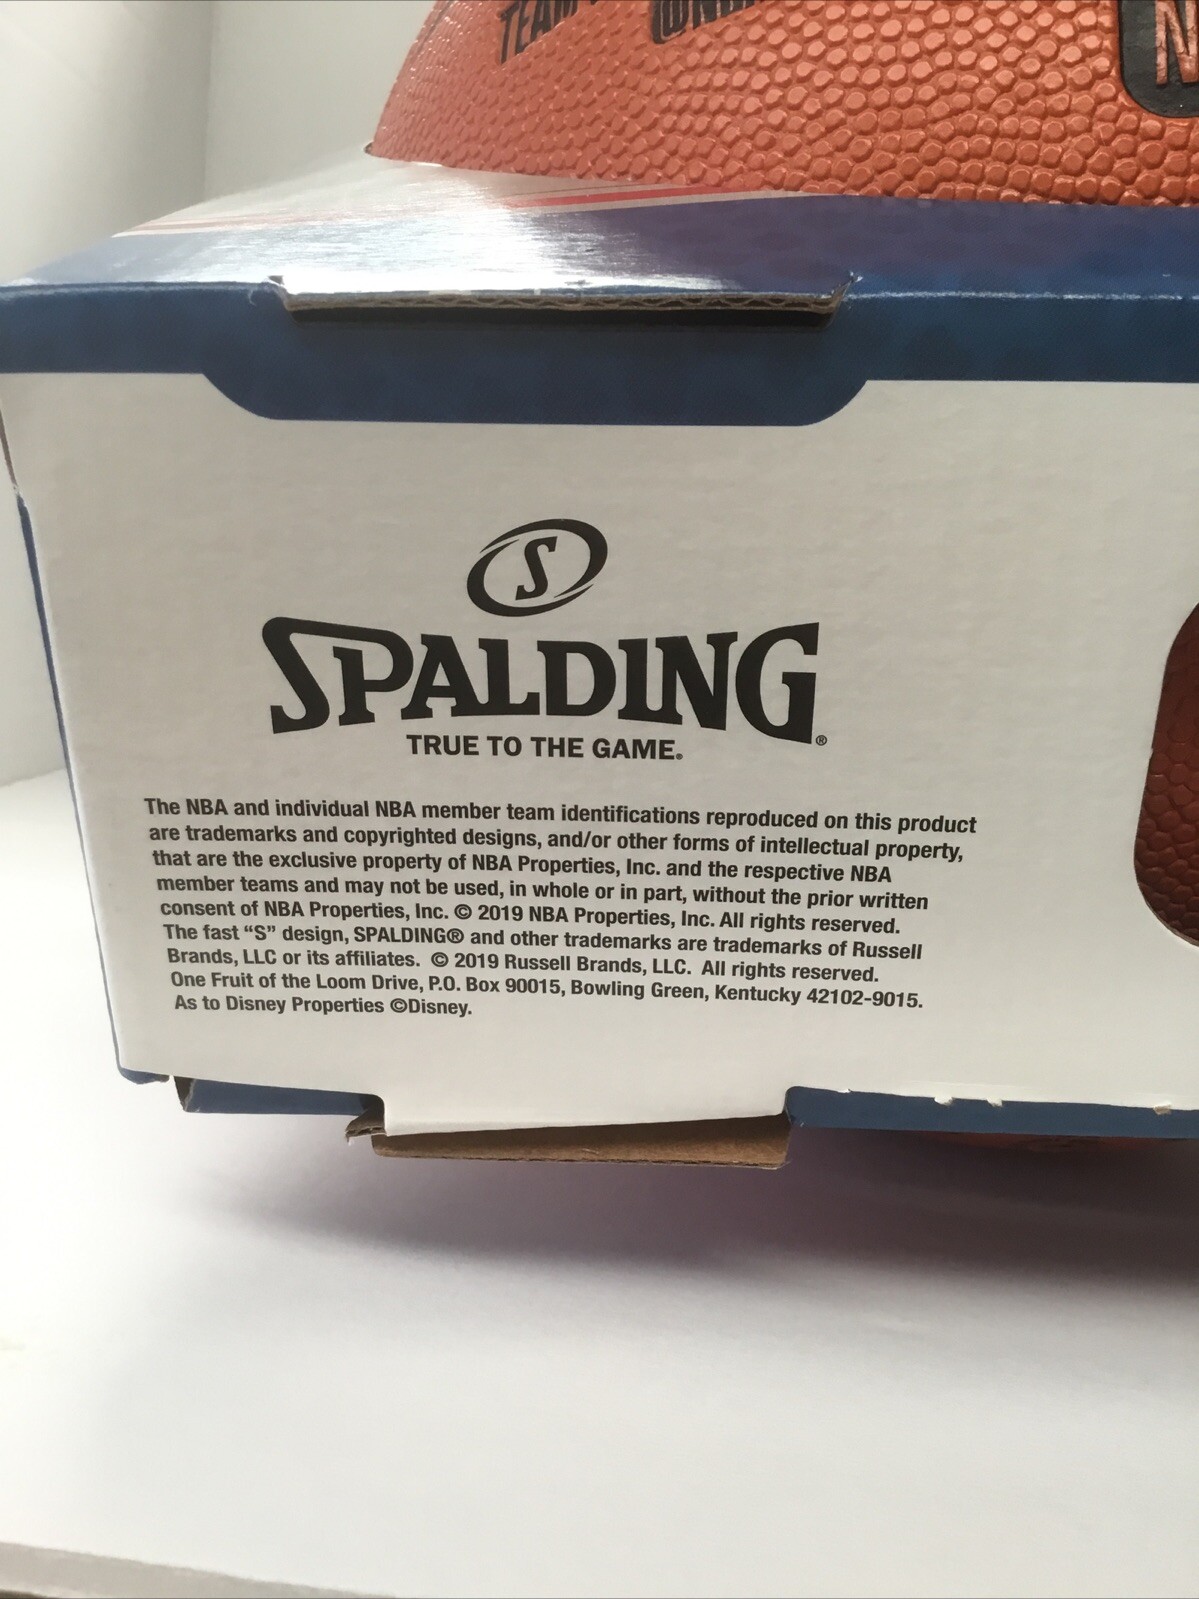 TEAM
S
SPALDING®
TRUE TO THE GAME®
The NBA and individual NBA member team identifications reproduced on this product
are trademarks and copyrighted designs, and/or other forms of intellectual property,
that are the exclusive property of NBA Properties, Inc. and the respective NBA
member teams and may not be used, in whole or in part, without the prior written
consent of NBA Properties, Inc. © 2019 NBA Properties, Inc. All rights reserved.
The fast “S” design, SPALDING® and other trademarks are trademarks of Russell
Brands, LLC or its affiliates. © 2019 Russell Brands, LLC. All rights reserved.
One Fruit of the Loom Drive, P.O. Box 90015, Bowling Green, Kentucky 42102-9015.
As to Disney Properties ©Disney.